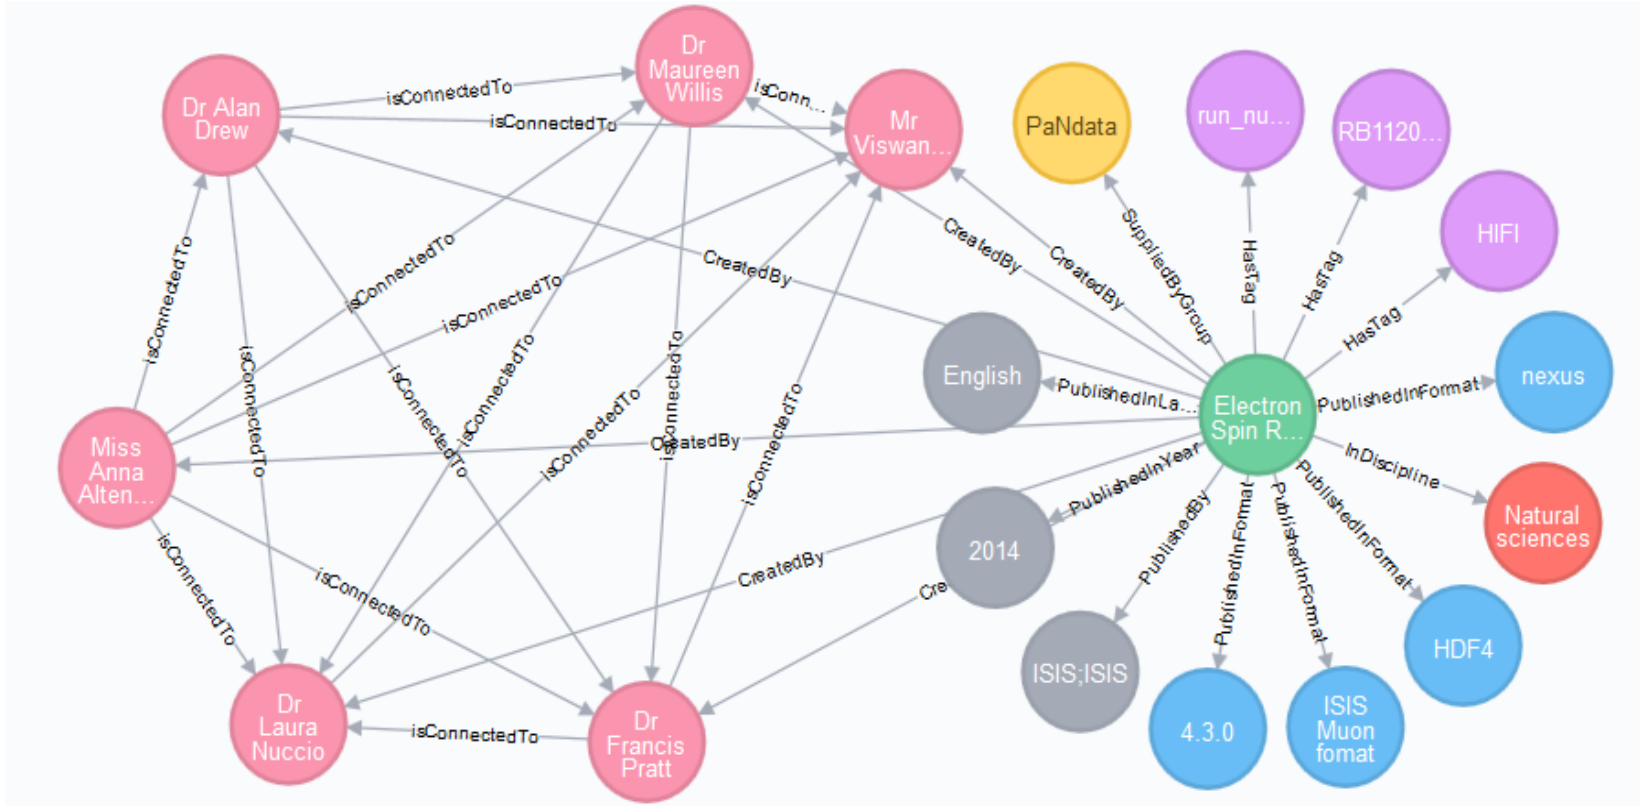 Dr Alan
Drew
Dr
Maureen
Willis
Mr
Viswan...
PaNdata
run_nu...
RB1120...
HIFI
nexus
Natural
sciences
HDF4
ISIS
Muon
fomat
4.3.0
ISIS;ISIS
2014
English
Electron
Spin R...
Miss
Anna
Alten...
Dr
Laura
Nuccio
Dr
Francis
Pratt
isConnectedTo
isConnectedTo
isConn...
isConnectedTo
isConnectedTo
isConnectedTo
isConnectedTo
isConnectedTo
isConnectedTo
isConnectedTo
isConnectedTo
isConnectedTo
isConnectedTo
isConnectedTo
isConnectedTo
CreatedBy
CreatedBy
CreatedBy
CreatedBy
CreatedBy
Cre
SuppliedByGroup
HasTag
HasTag
HasTag
PublishedInFormat
InDiscipline
PublishedInFormat
PublishedInFormat
PublishedInFormat
PublishedBy
PublishedInYear
PublishedInLa...